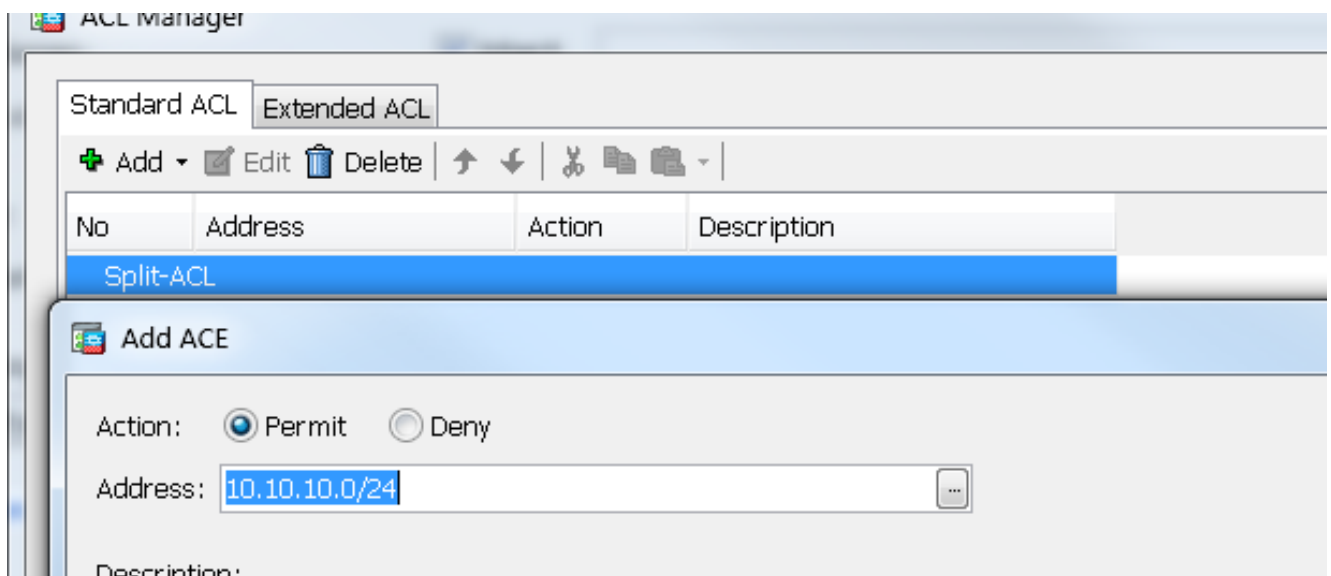 ACL Manager
Standard ACL Extended ACL
Add Edit Delete
No Address Action Description
Split-ACL
Add ACE
Action: Permit Deny
Address: 10.10.10.0/24 ...
Description: